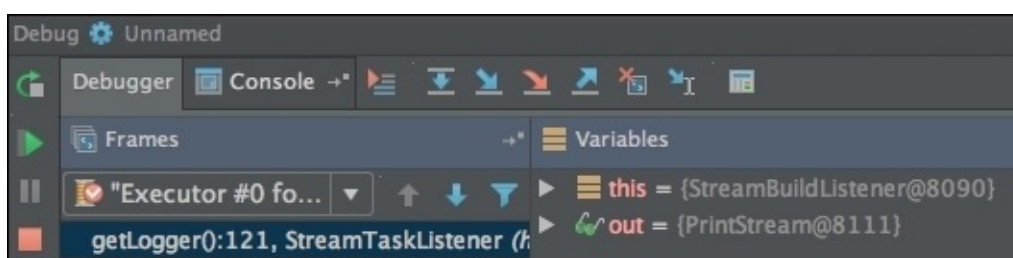 Debug Unnamed
Debugger Console
Frames Variables
"Executor #0 fo... this = {StreamBuildListener@8090}
getLogger():121, StreamTaskListener (h out = {PrintStream@8111}